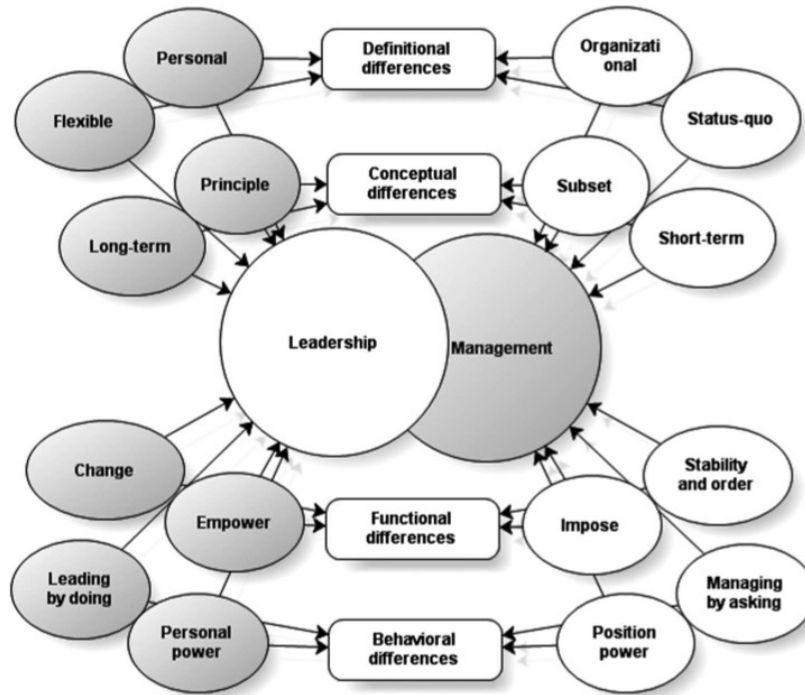 Personal
Definitional
differences
Organizati
onal
Flexible
Status-quo
Principle
Conceptual
differences
Subset
Long-term
Short-term
Leadership
Management
Change
Stability
and order
Empower
Functional
differences
Impose
Leading
by doing
Managing
by asking
Personal
power
Behavioral
differences
Position
power